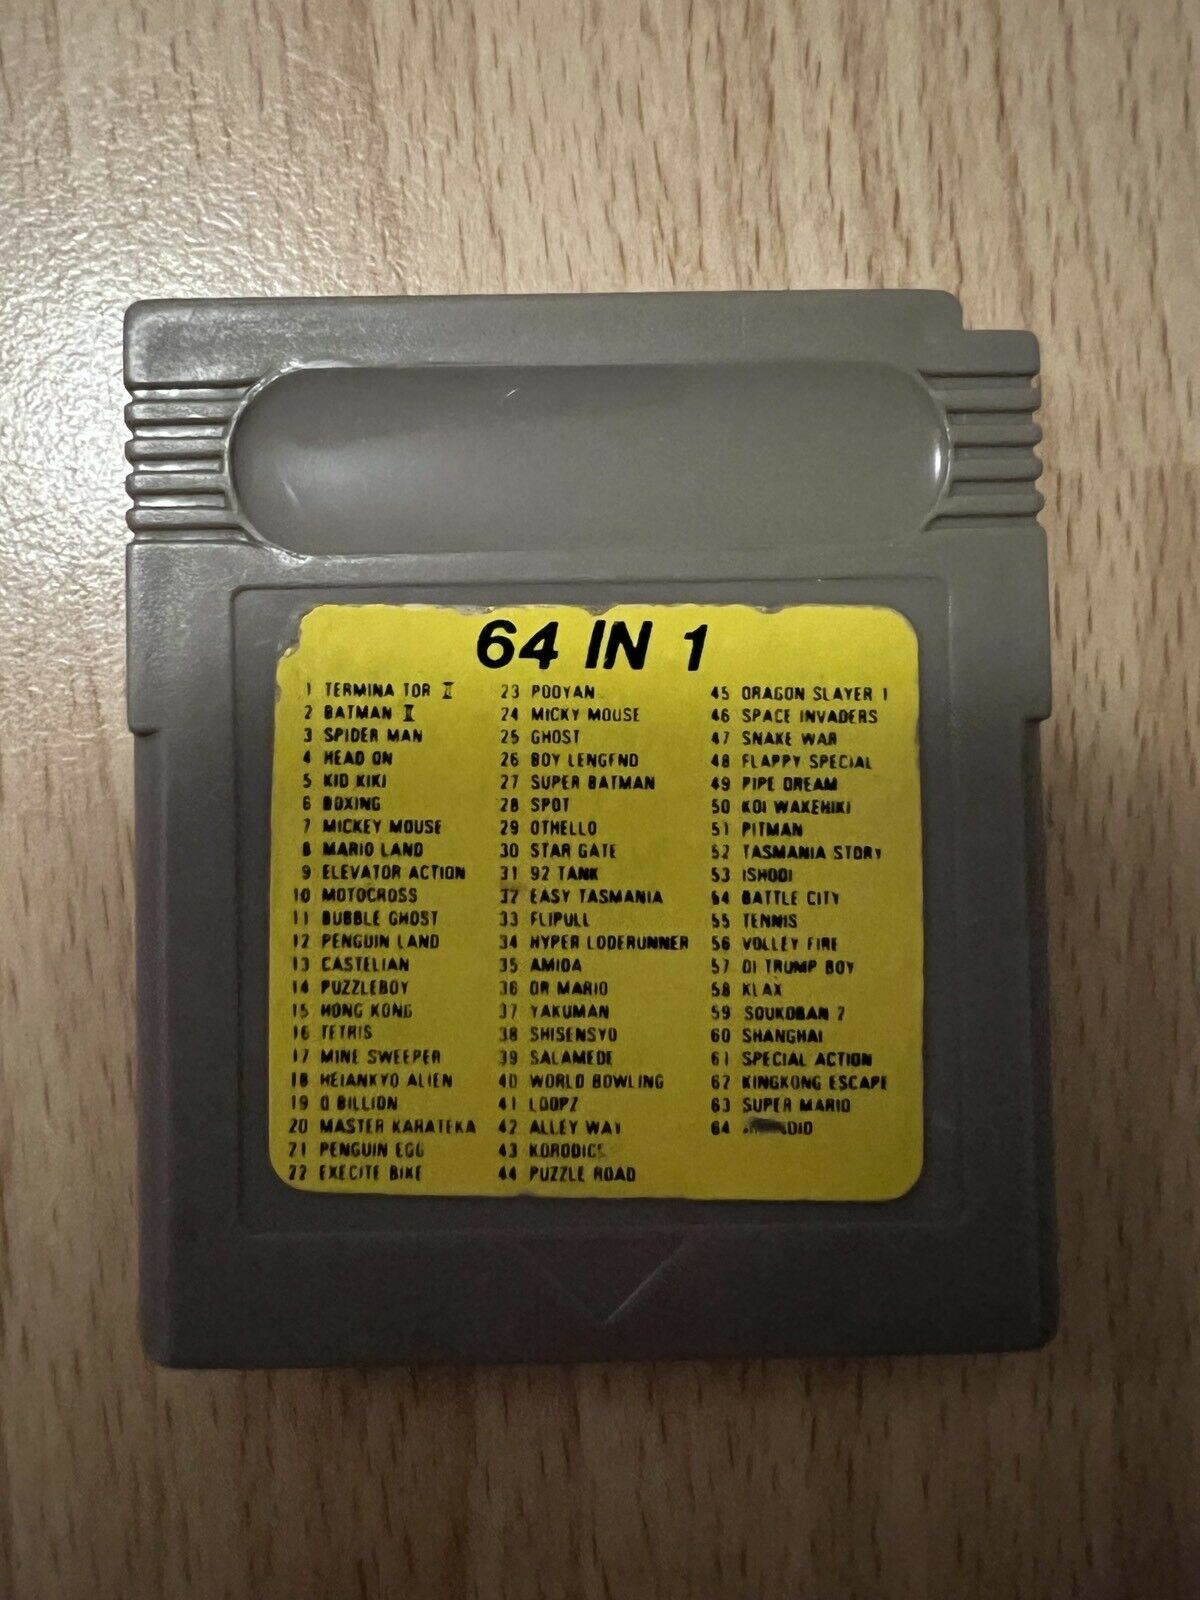 64 IN 1
1 TERMINA TOR II
2 BATMAN II
3 SPIDER MAN
4 HEAD ON
5 KID KIKI
6 BOXING
7 MICKEY MOUSE
8 MARIO LAND
9 ELEVATOR ACTION
10 MOTOCROSS
11 BUBBLE GHOST
12 PENGUIN LAND
13 CASTELIAN
14 PUZZLEBOY
15 HONG KONG
16 TETRIS
17 MINE SWEEPER
18 HEIANKYO ALIEN
19 Q BILLION
20 MASTER KARATEKA
21 PENGUIN EGG
22 EXECITE BIKE
23 POOYAN
24 MICKY MOUSE
25 GHOST
26 BOY LENGEND
27 SUPER BATMAN
28 SPOT
29 OTHELLO
30 STAR GATE
31 92 TANK
32 EASY TASMANIA
33 FLIPULL
34 HYPER LODERUNNER
35 AMIDA
36 DR MARIO
37 YAKUMAN
38 SHISENSYO
39 SALAMEDE
40 WORLD BOWLING
41 LOOPZ
42 ALLEY WAY
43 KORODICE
44 PUZZLE ROAD
45 DRAGON SLAYER 1
46 SPACE INVADERS
47 SNAKE WAR
48 FLAPPY SPECIAL
49 PIPE DREAM
50 KOI WAKEHIKI
51 PITMAN
52 TASMANIA STORY
53 ISHODI
54 BATTLE CITY
55 TENNIS
56 VOLLEY FIRE
57 DI TRUMP BOY
58 KLAX
59 SOUKOBAN 2
60 SHANGHAI
61 SPECIAL ACTION
62 KINGKONG ESCAPE
63 SUPER MARIO
64